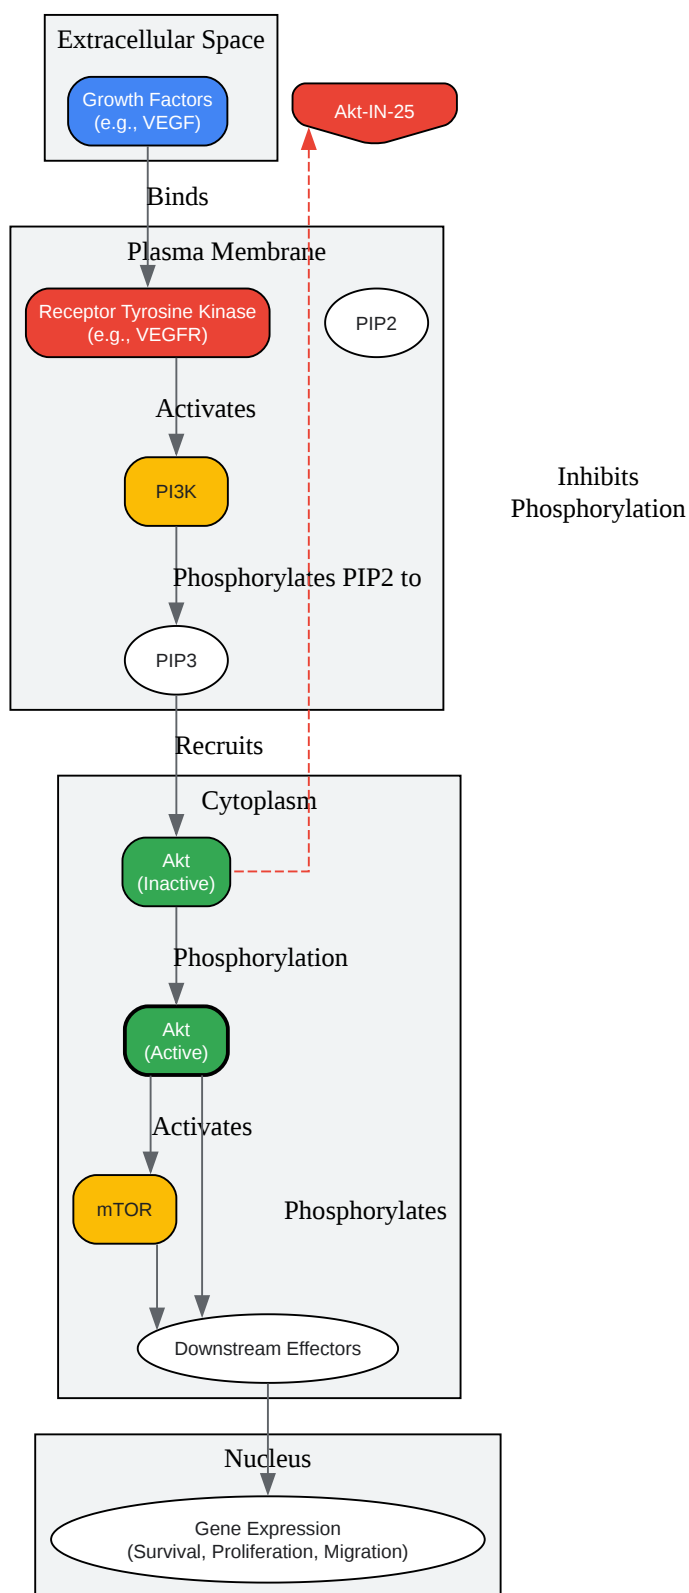 Extracellular Space
Growth Factors
(e.g., VEGF)
Akt-IN-25
Binds
Plasma Membrane
Receptor Tyrosine Kinase
(e.g., VEGFR)
PIP2
Activates
PI3K
Inhibits
Phosphorylation
Phosphorylates PIP2 to
PIP3
Recruits
Cytoplasm
Akt
(Inactive)
Phosphorylation
Akt
(Active)
Activates
mTOR
Phosphorylates
Downstream Effectors
Nucleus
Gene Expression
(Survival, Proliferation, Migration)